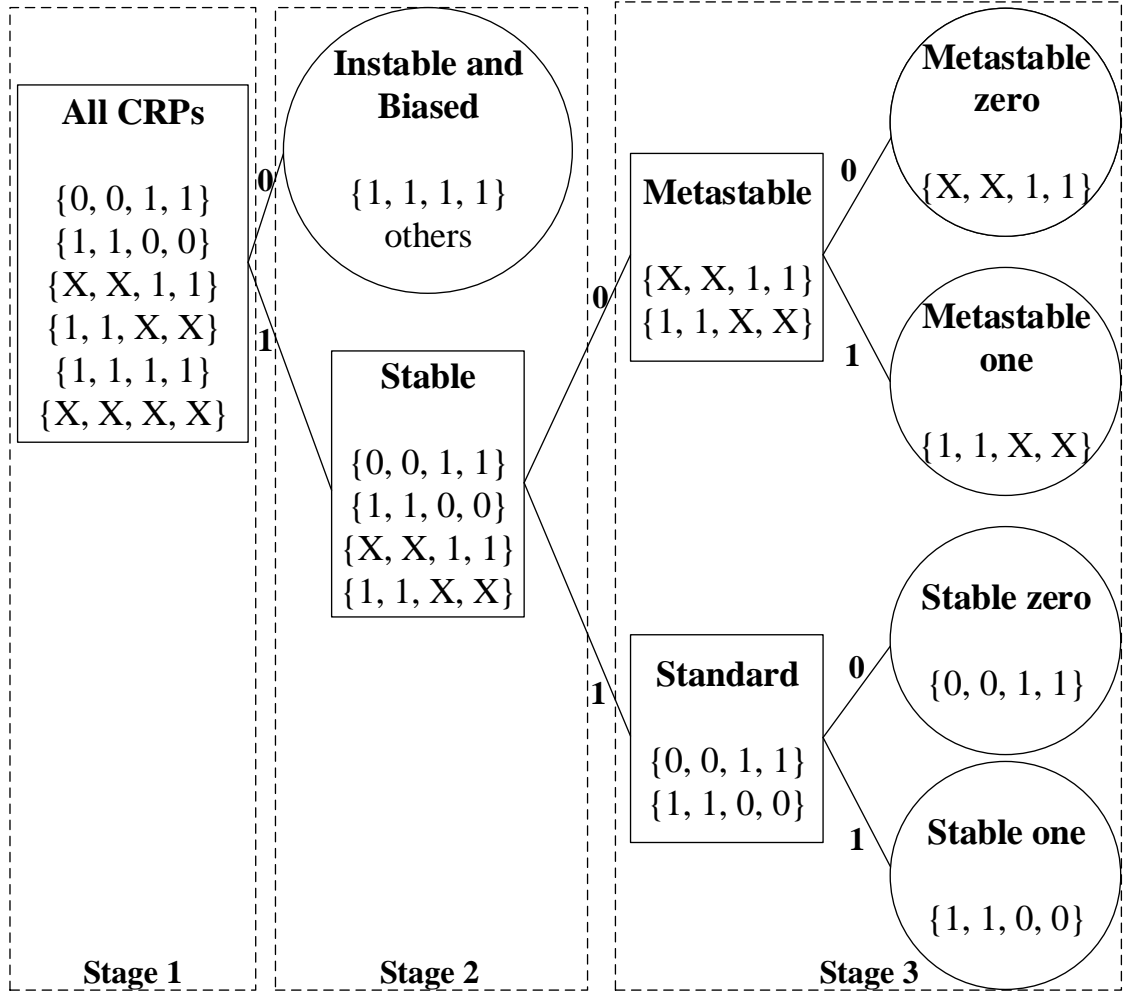 All CRPs
{0, 0, 1, 1}
{1, 1, 0, 0}
{X, X, 1, 1}
{1, 1, X, X}
{1, 1, 1, 1}
{X, X, X, X}
0
1
Stage 1
Instable and
Biased
{1, 1, 1, 1}
others
Stable
{0, 0, 1, 1}
{1, 1, 0, 0}
{X, X, 1, 1}
{1, 1, X, X}
0
1
Stage 2
Metastable
{X, X, 1, 1}
{1, 1, X, X}
0
1
Metastable
zero
{X, X, 1, 1}
Metastable
one
{1, 1, X, X}
Standard
{0, 0, 1, 1}
{1, 1, 0, 0}
0
1
Stable zero
{0, 0, 1, 1}
Stable one
{1, 1, 0, 0}
Stage 3